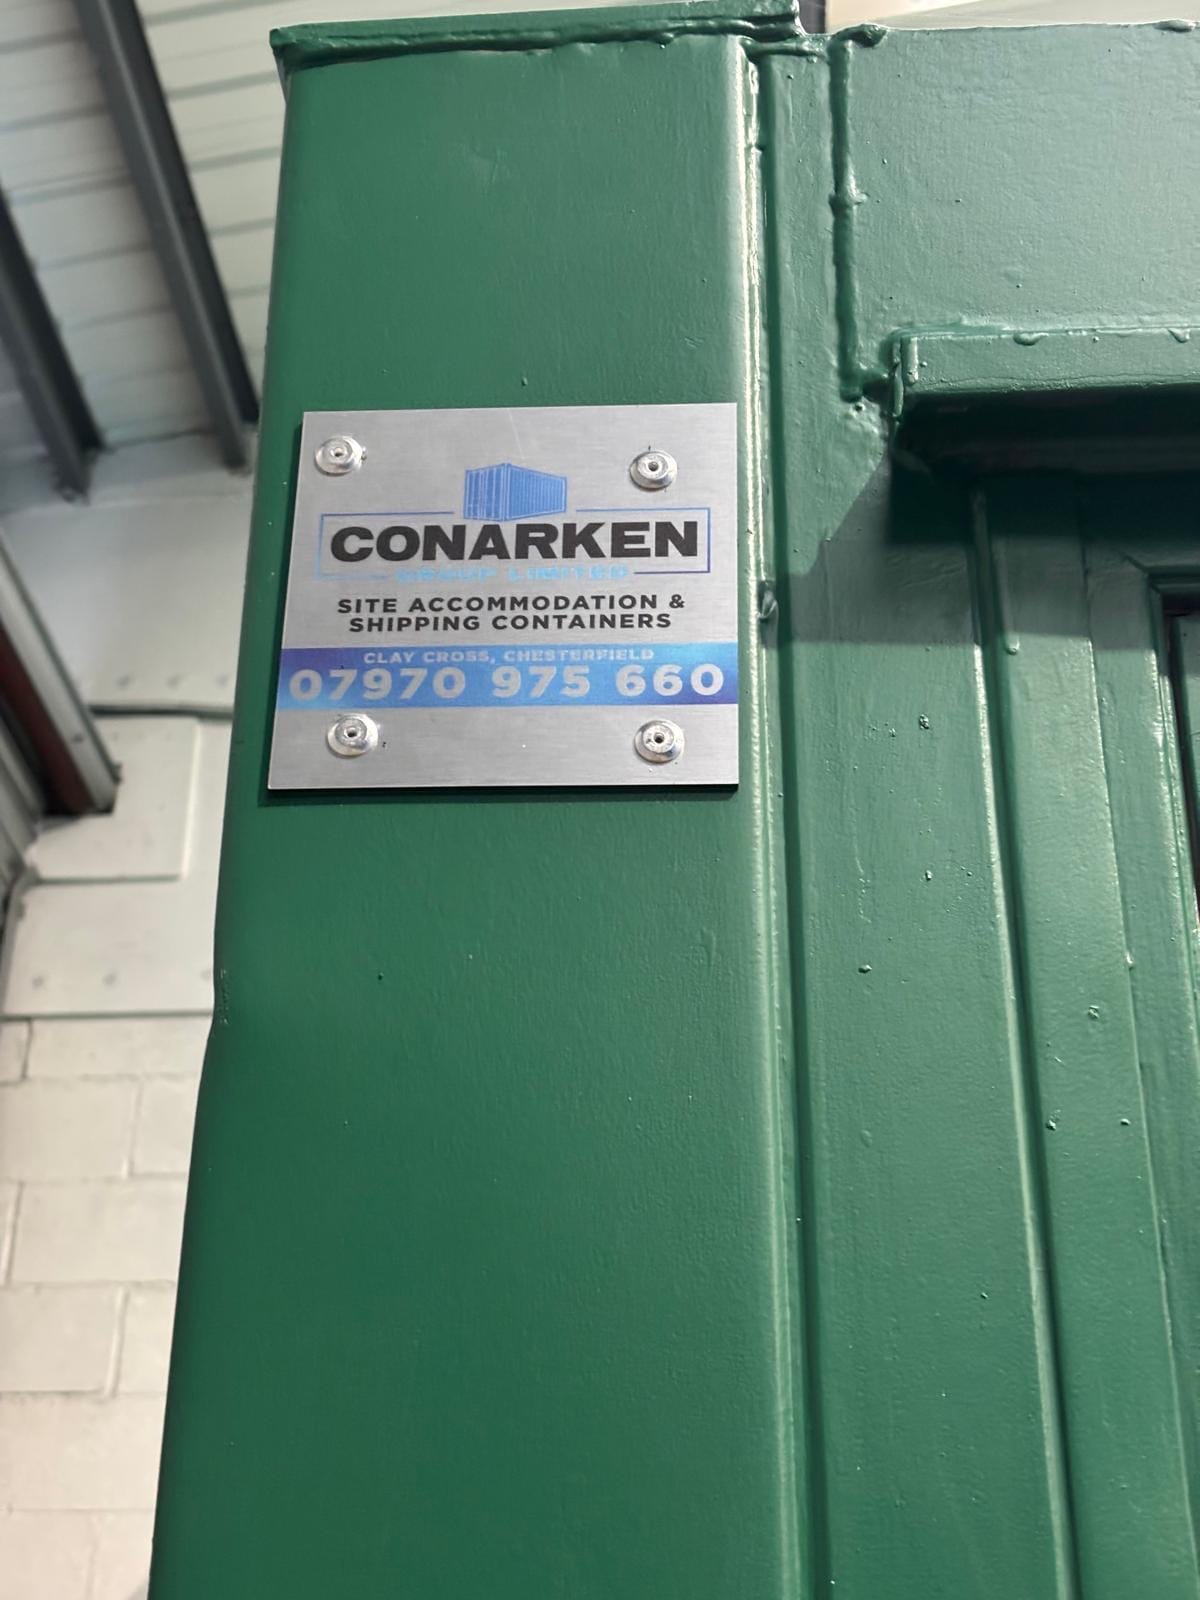 CONARKEN
GROUP LIMITED
SITE ACCOMMODATION &
SHIPPING CONTAINERS
CLAY CROSS, CHESTERFIELD
07970 975 660